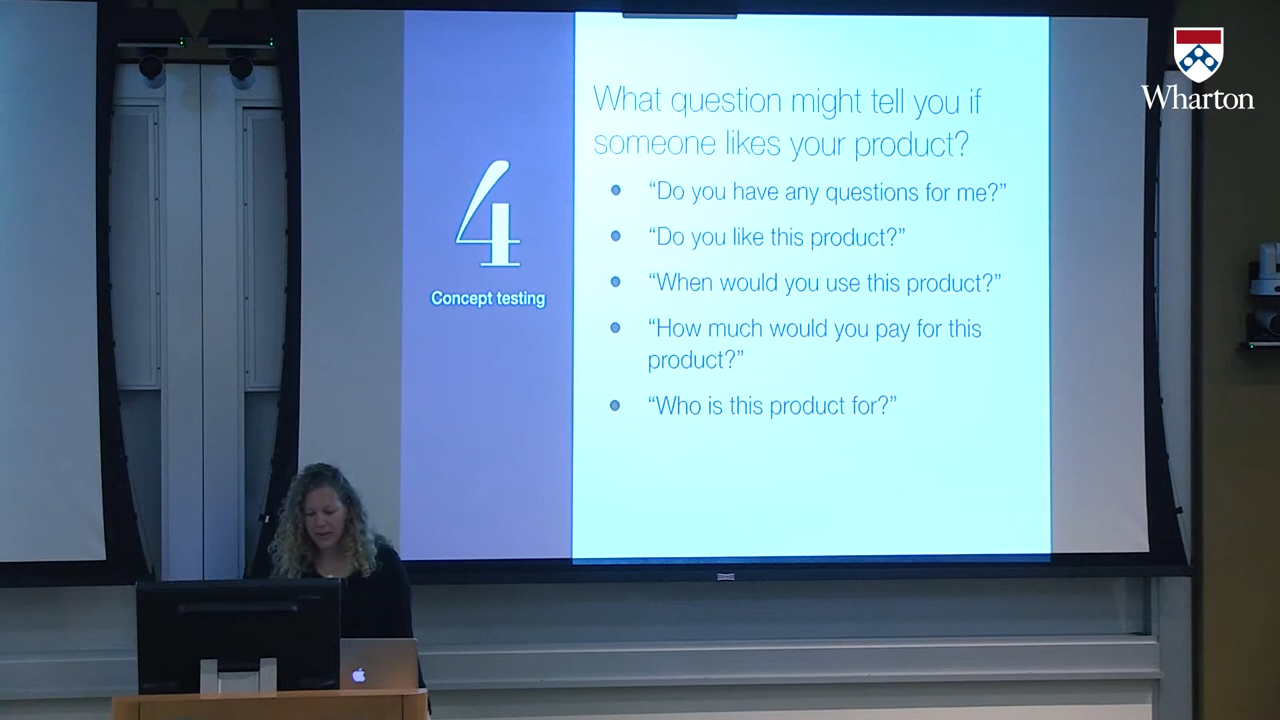 Wharton
What question might tell you if
someone likes your product?
4
Concept testing
• “Do you have any questions for me?”
• “Do you like this product?”
• “When would you use this product?”
• “How much would you pay for this
product?”
• “Who is this product for?”